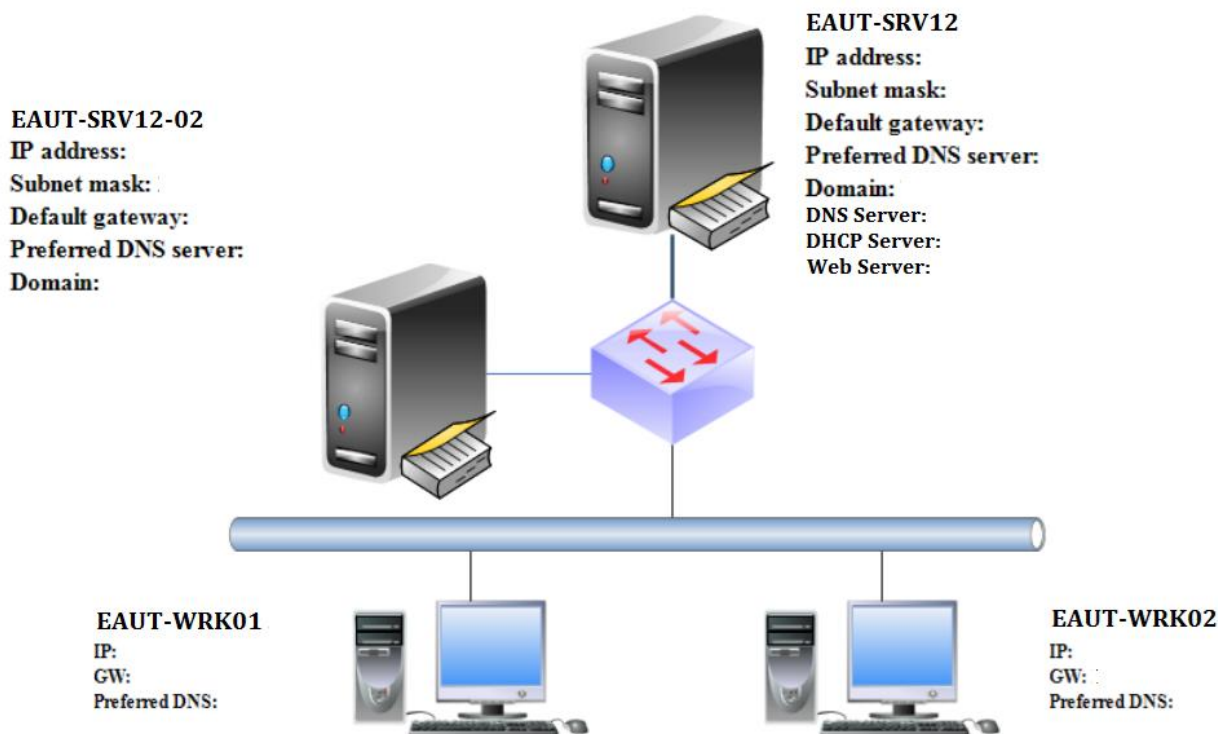 EAUT-SRV12
IP address:
Subnet mask:
Default gateway:
Preferred DNS server:
Domain:
DNS Server:
DHCP Server:
Web Server:
EAUT-SRV12-02
IP address:
Subnet mask:
Default gateway:
Preferred DNS server:
Domain:
EAUT-WRK01
IP:
GW:
Preferred DNS:
EAUT-WRK02
IP:
GW:
Preferred DNS: